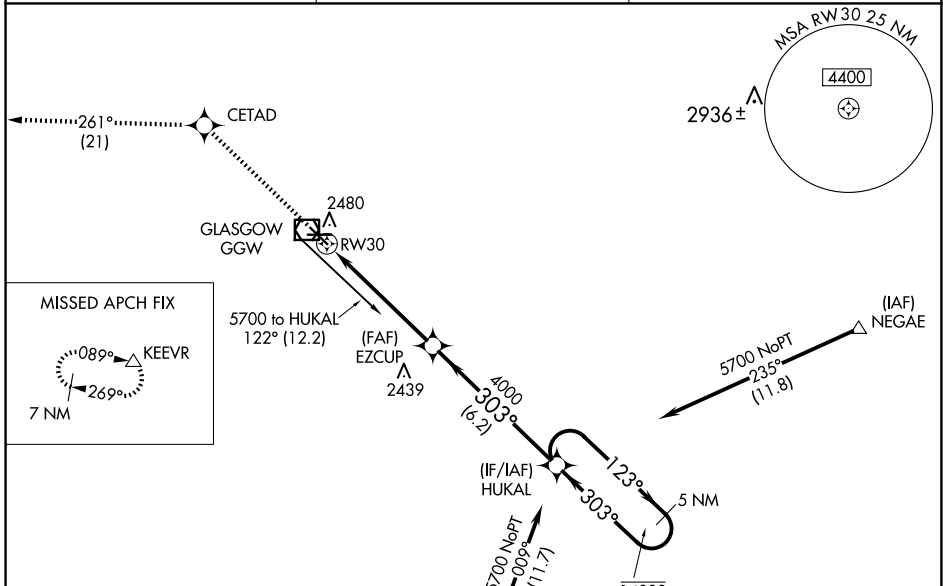 MSA RW30 25 NM
4400
2936±
261°
(21)
CETAD
2480
GLASGOW
GGW
RW30
MISSED APCH FIX
089°
KEEVR
269°
7 NM
5700 to HUKAL
122° (12.2)
(FAF)
EZCUP
2439
(IAF)
NEGAE
5700 NoPT
235°
(11.8)
4000
303°
(6.2)
(IF/IAF)
HUKAL
123°
303°
5 NM
5700 NoPT
009°
(11.7)